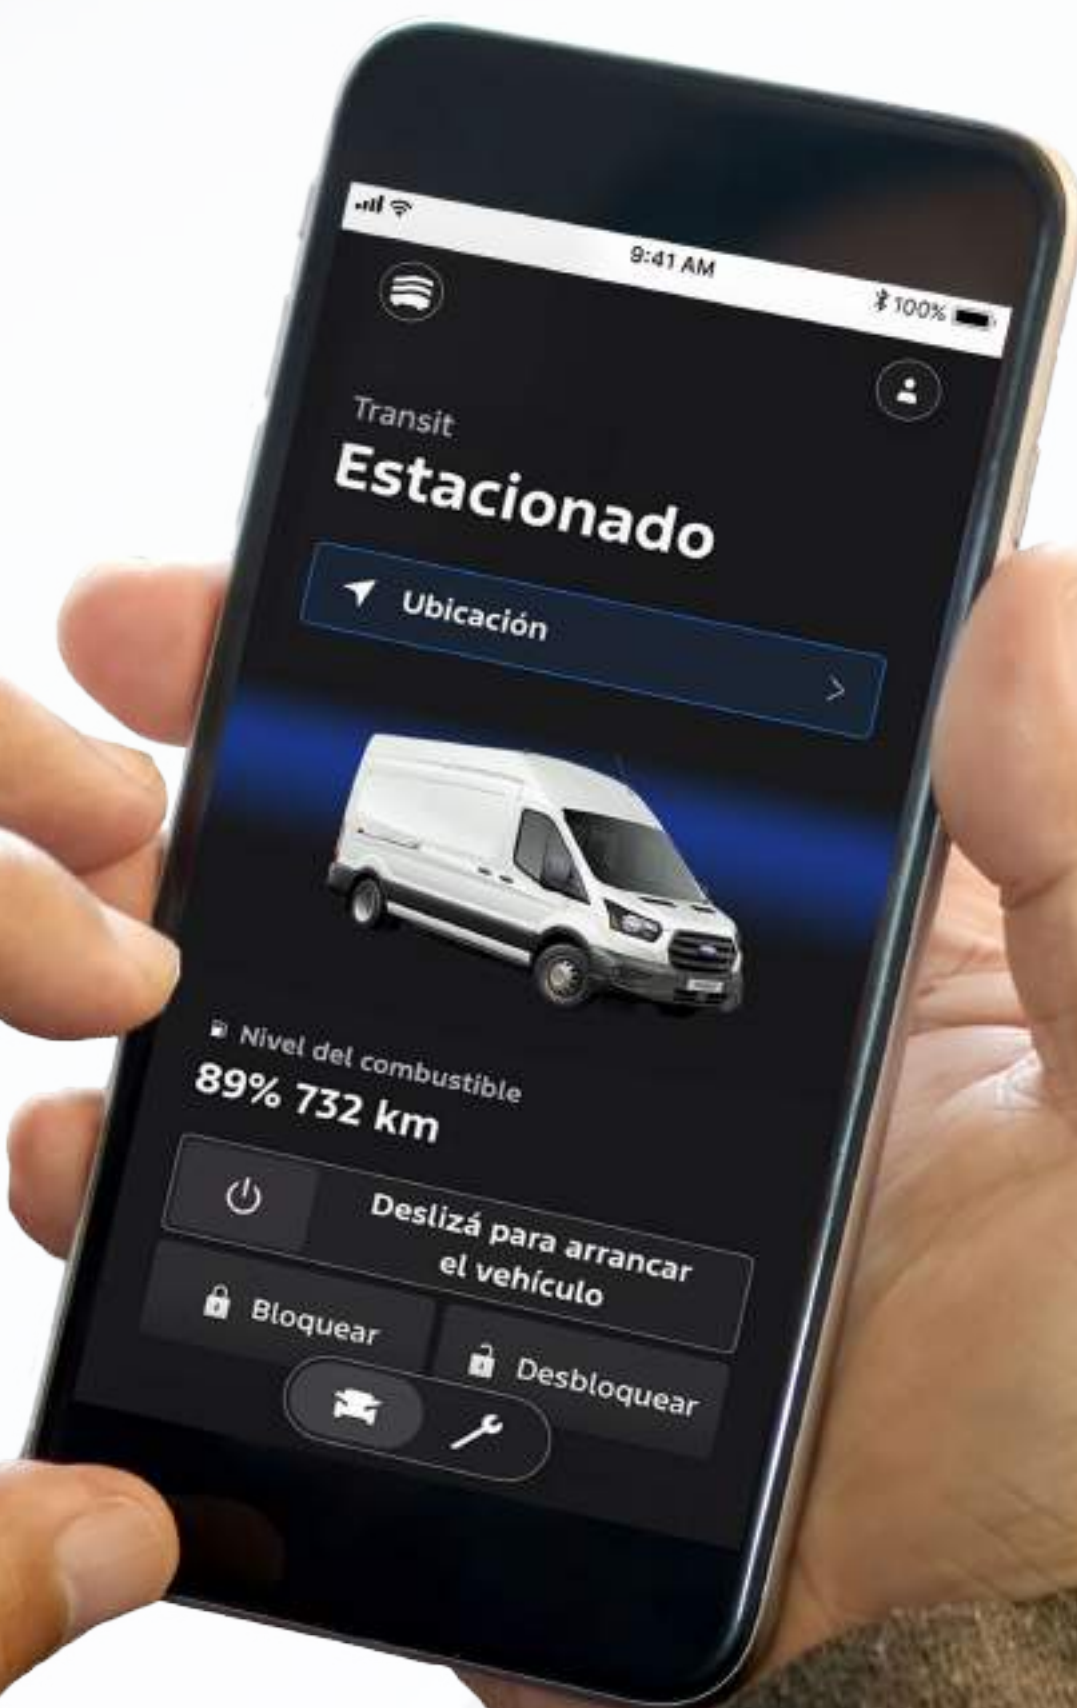 9:41 AM
100%
Transit
Estacionado
Ubicación
Nivel del combustible
89% 732 km
Deslizá para arrancar
el vehículo
Bloquear
Desbloquear